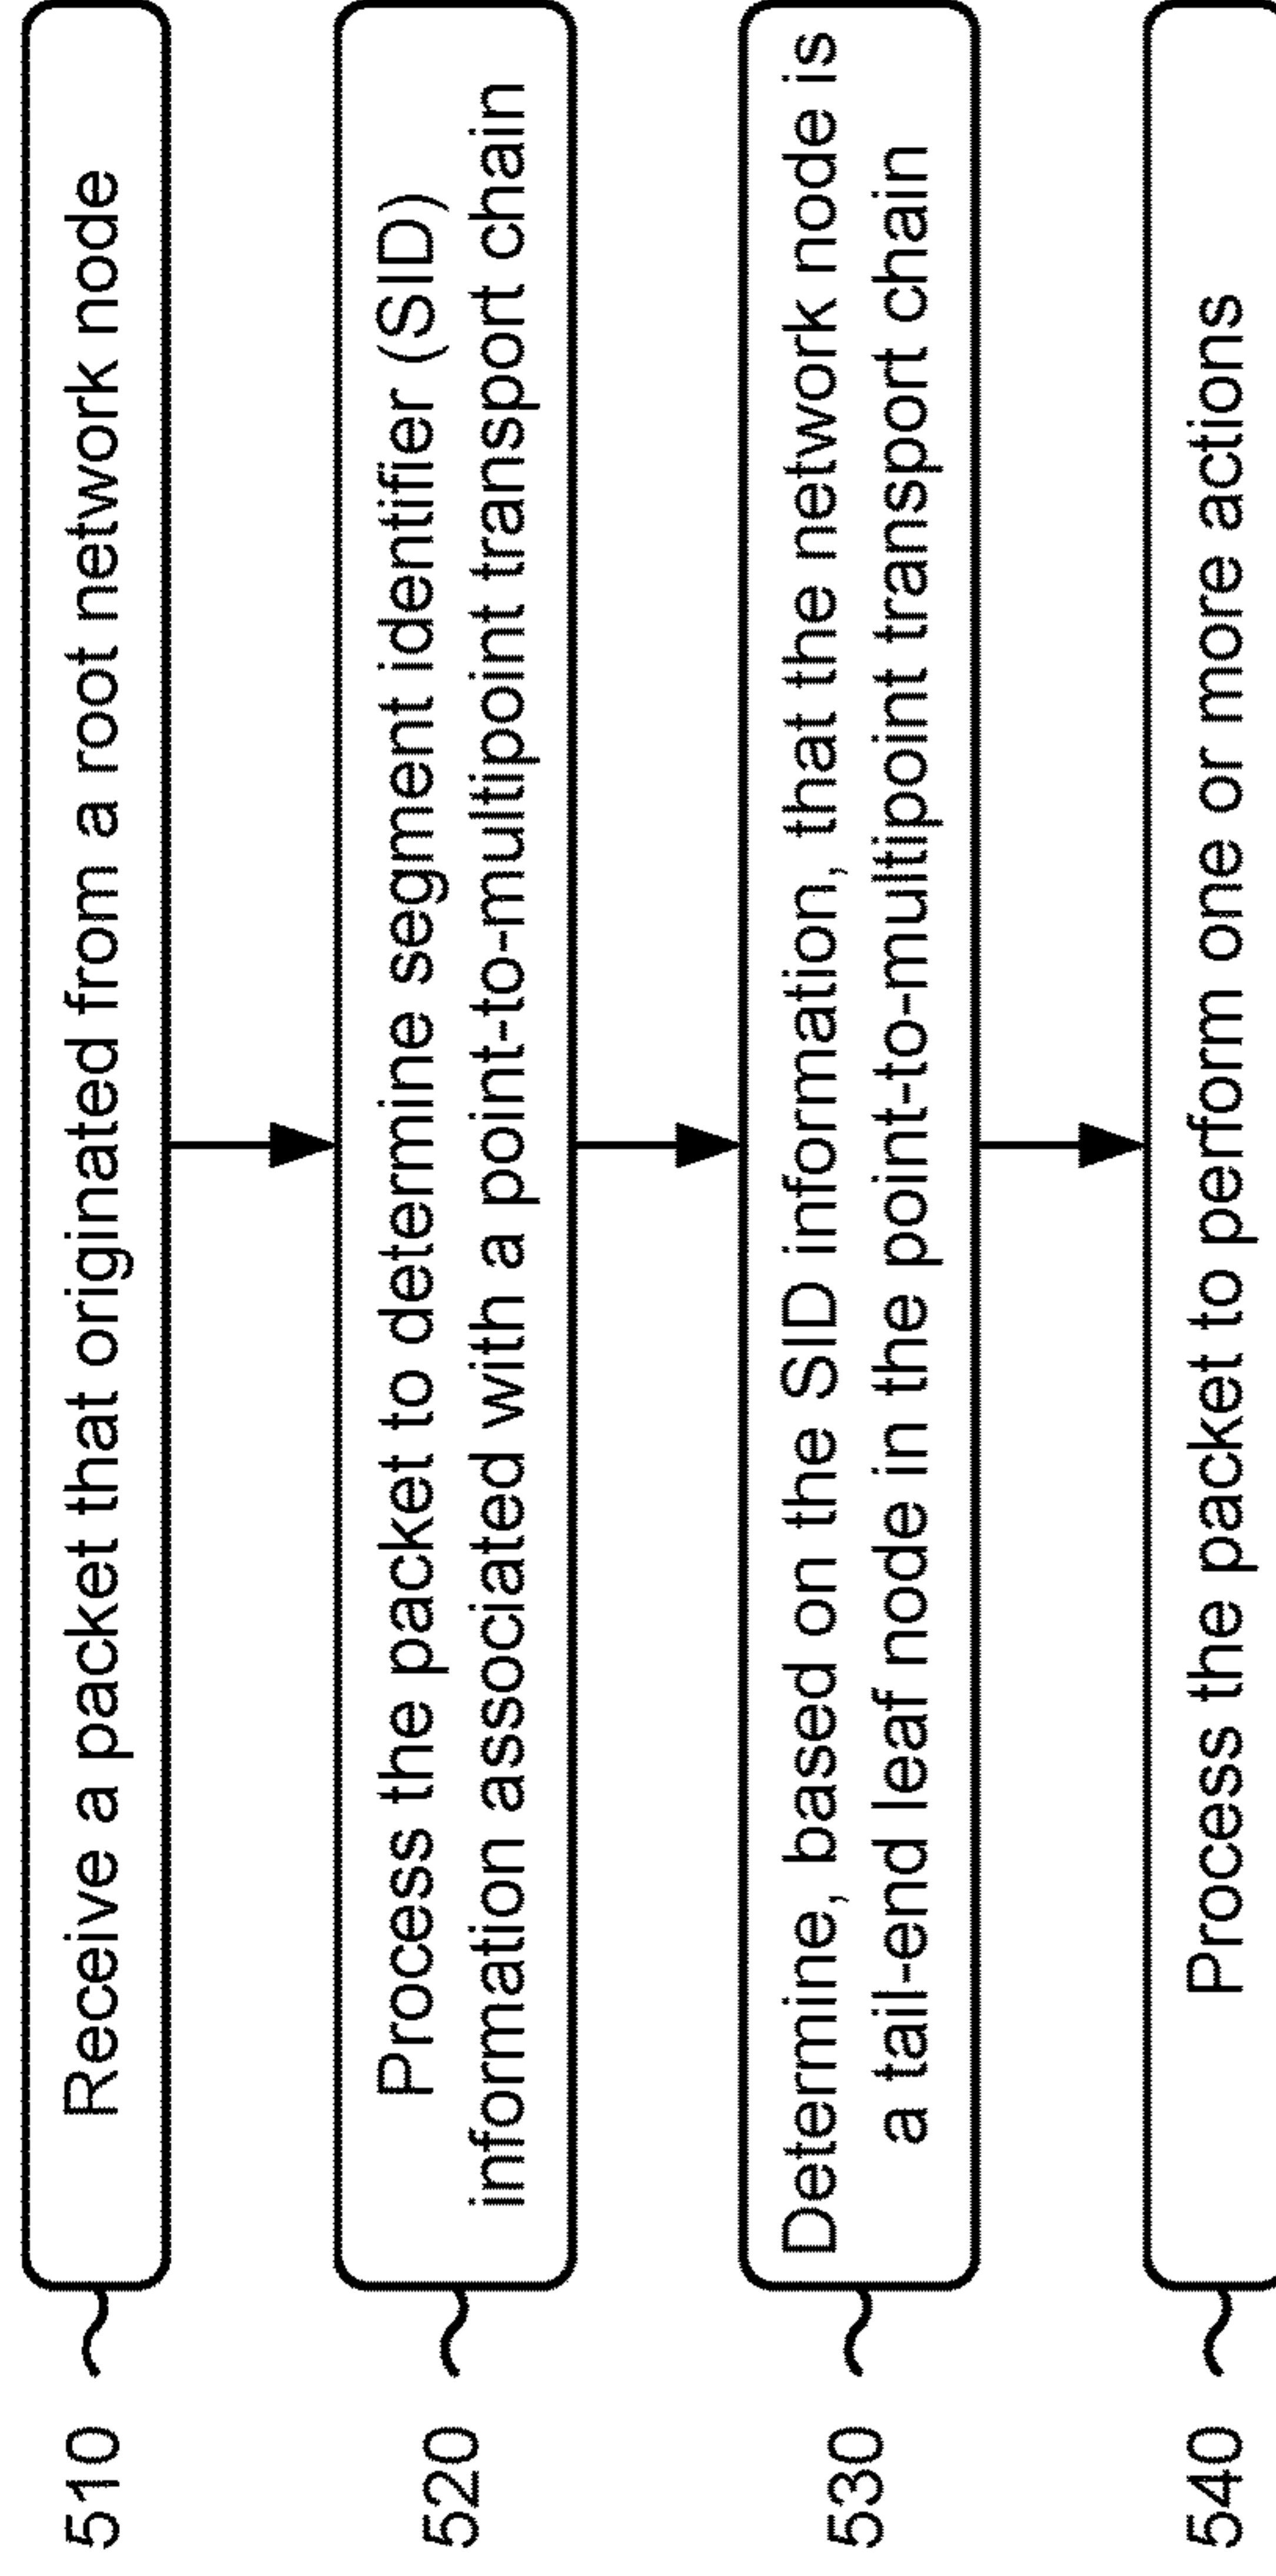 510
Receive a packet that originated from a root network node
520
Process the packet to determine segment identifier (SID)
information associated with a point-to-multipoint transport chain
530
Determine, based on the SID information, that the network node is
a tail-end leaf node in the point-to-multipoint transport chain
540
Process the packet to perform one or more actions